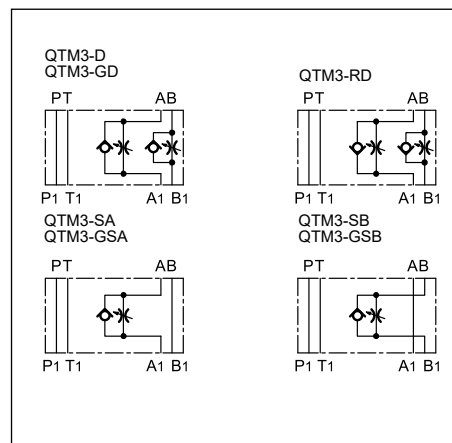 QTM3-D
QTM3-GD
PT AB
P1 T1 A1 B1
QTM3-RD
PT AB
P1 T1 A1 B1
QTM3-SA
QTM3-GSA
PT AB
P1 T1 A1 B1
QTM3-SB
QTM3-GSB
PT AB
P1 T1 A1 B1